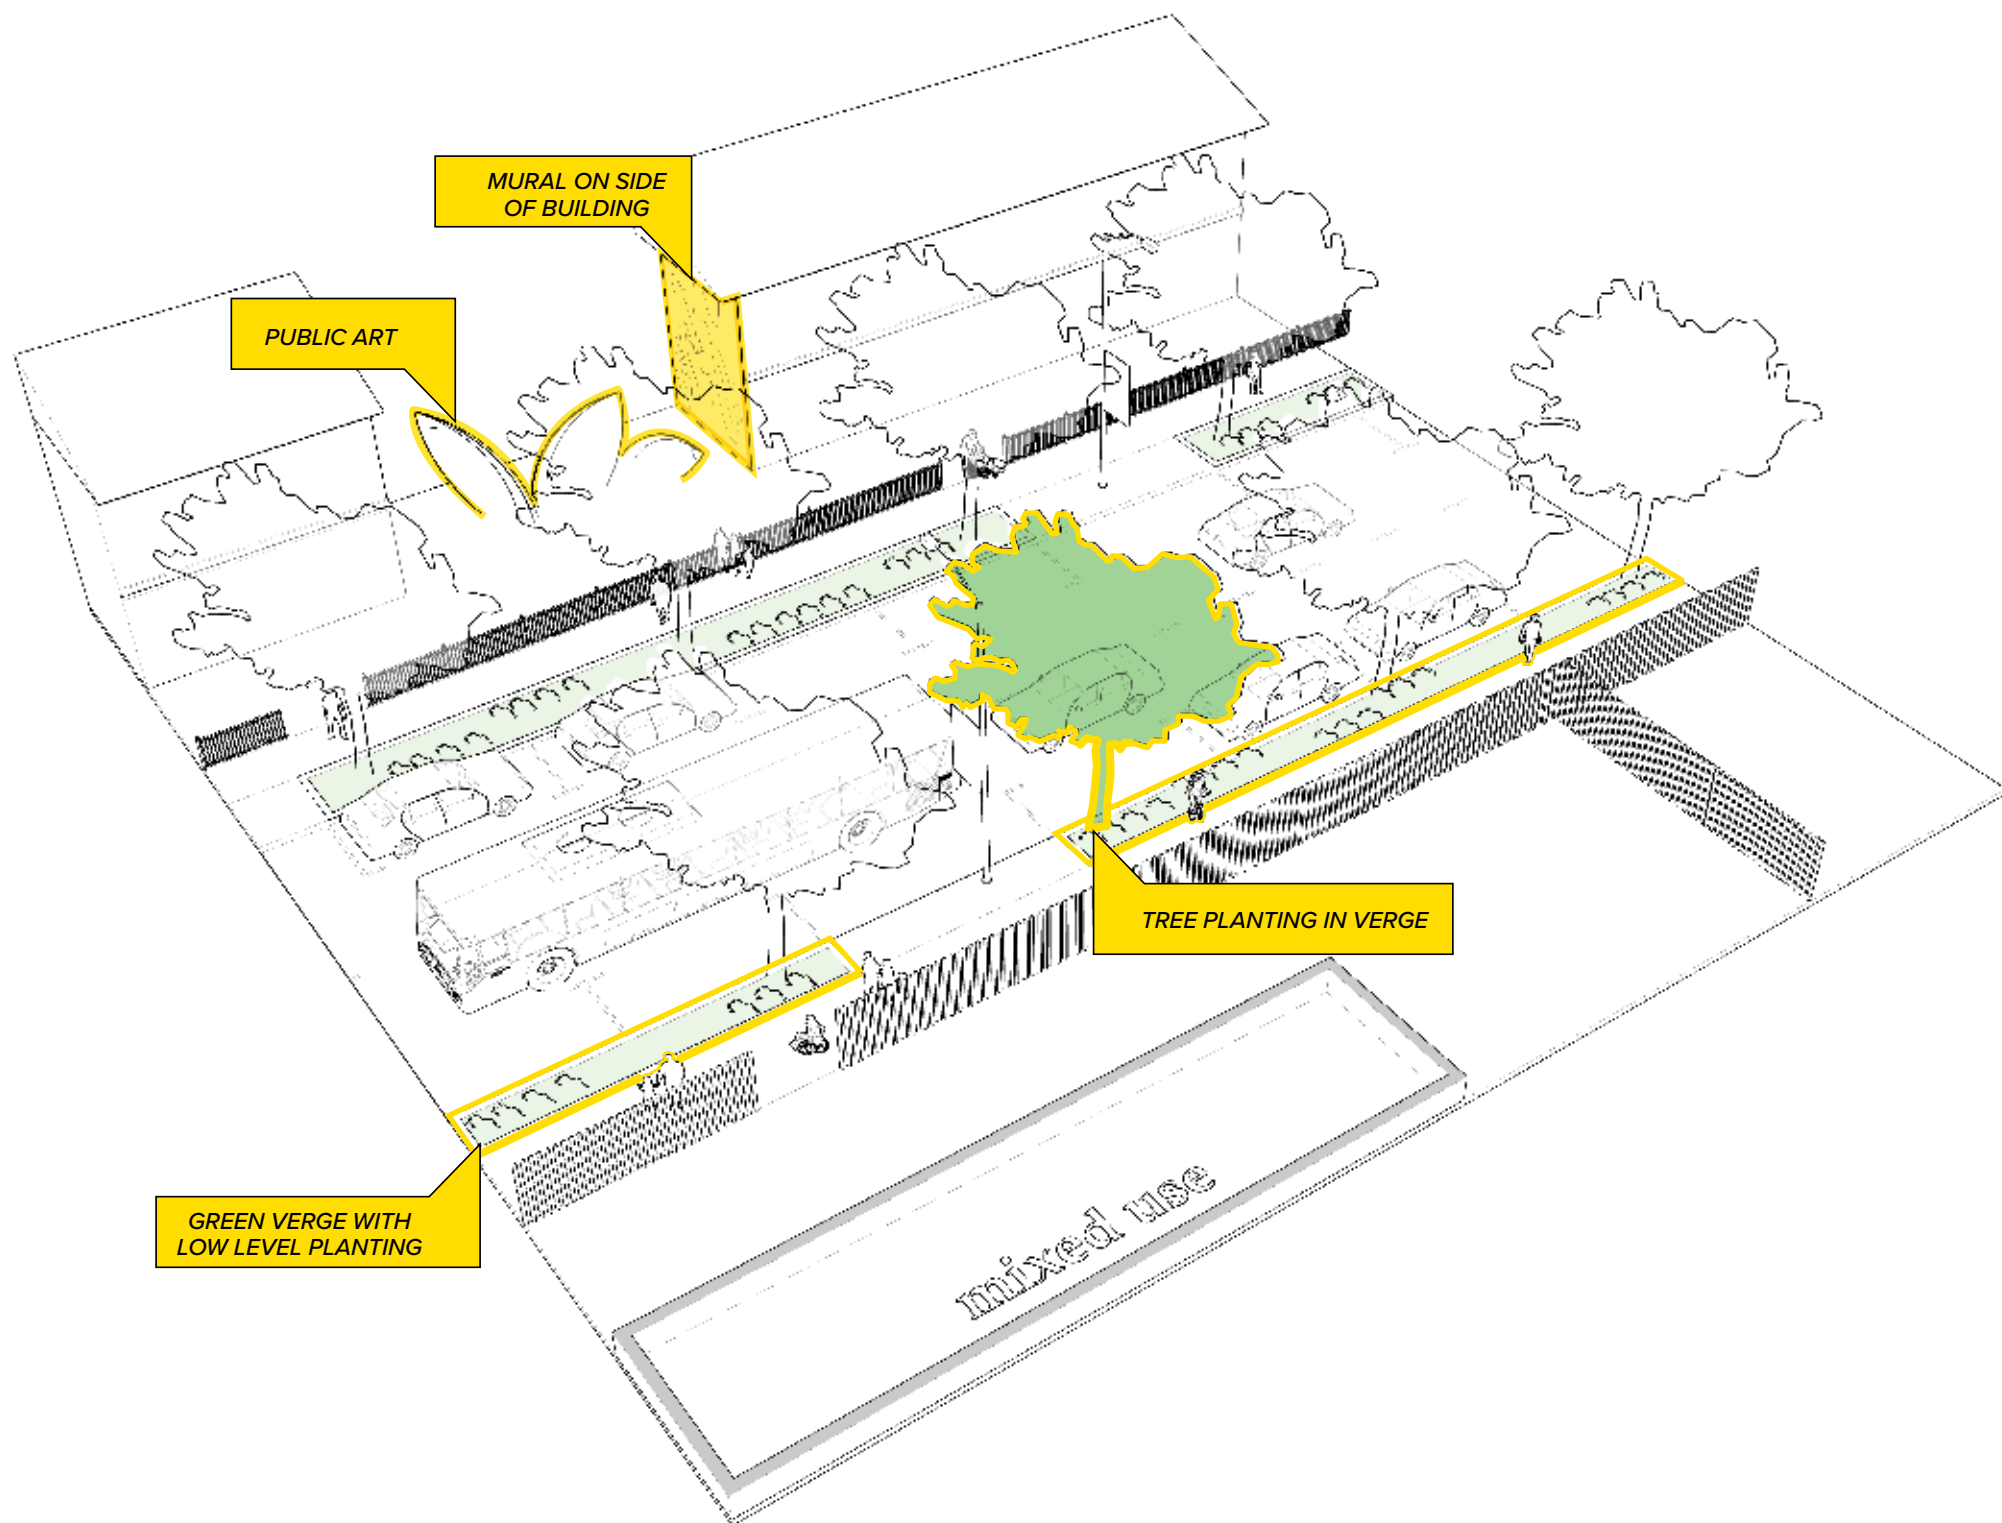 MURAL ON SIDE
OF BUILDING
PUBLIC ART
TREE PLANTING IN VERGE
GREEN VERGE WITH
LOW LEVEL PLANTING
mixed use